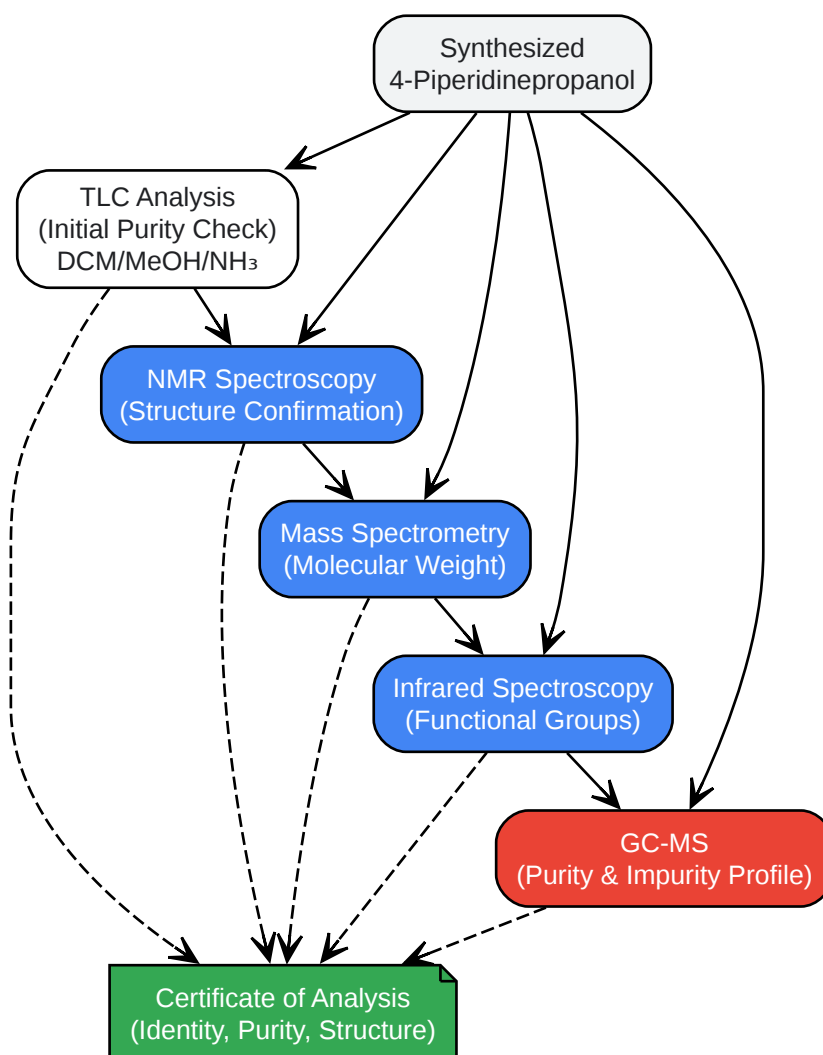 Synthesized
4-Piperidinepropanol
TLC Analysis
(Initial Purity Check)
DCM/MeOH/NH₃
NMR Spectroscopy
(Structure Confirmation)
Mass Spectrometry
(Molecular Weight)
Infrared Spectroscopy
(Functional Groups)
GC-MS
(Purity & Impurity Profile)
Certificate of Analysis
(Identity, Purity, Structure)